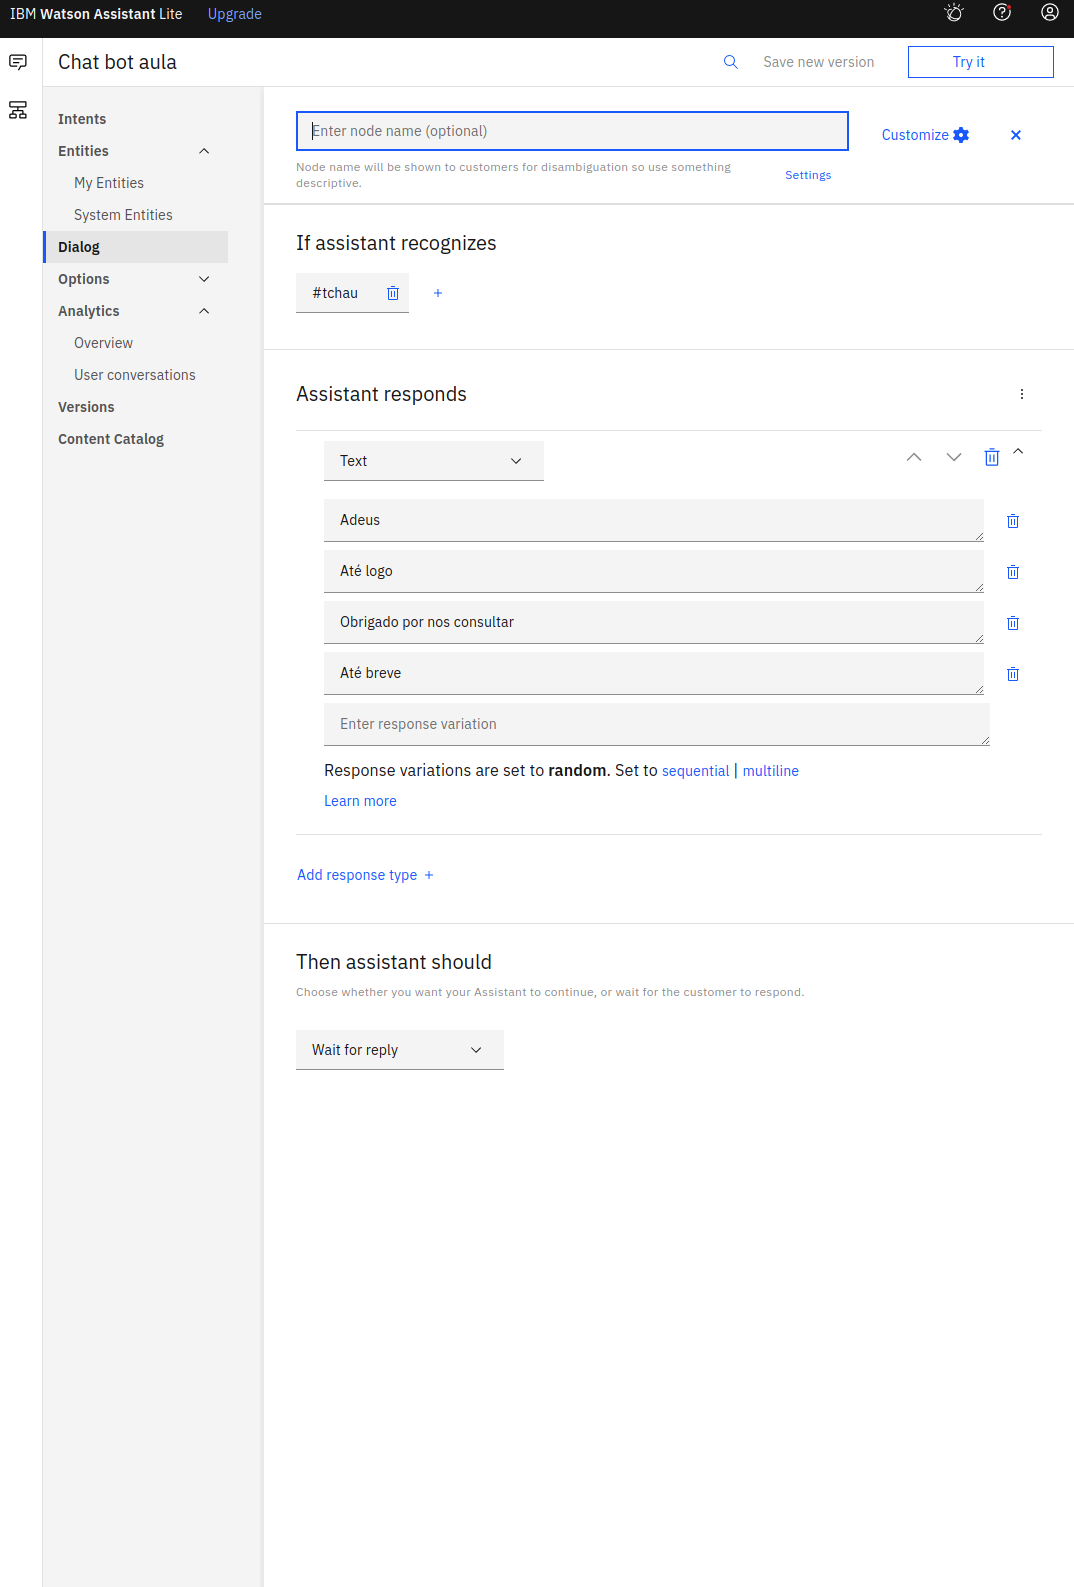 IBM Watson Assistant Lite Upgrade
Chat bot aula
Save new version
Try it
Intents
Entities
My Entities
System Entities
Dialog
Options
Analytics
Overview
User conversations
Versions
Content Catalog
Enter node name (optional)
Customize
Node name will be shown to customers for disambiguation so use something
descriptive.
Settings
If assistant recognizes
#tchau
Assistant responds
Text
Adeus
Até logo
Obrigado por nos consultar
Até breve
Enter response variation
Response variations are set to random. Set to sequential | multiline
Learn more
Add response type +
Then assistant should
Choose whether you want your Assistant to continue, or wait for the customer to respond.
Wait for reply